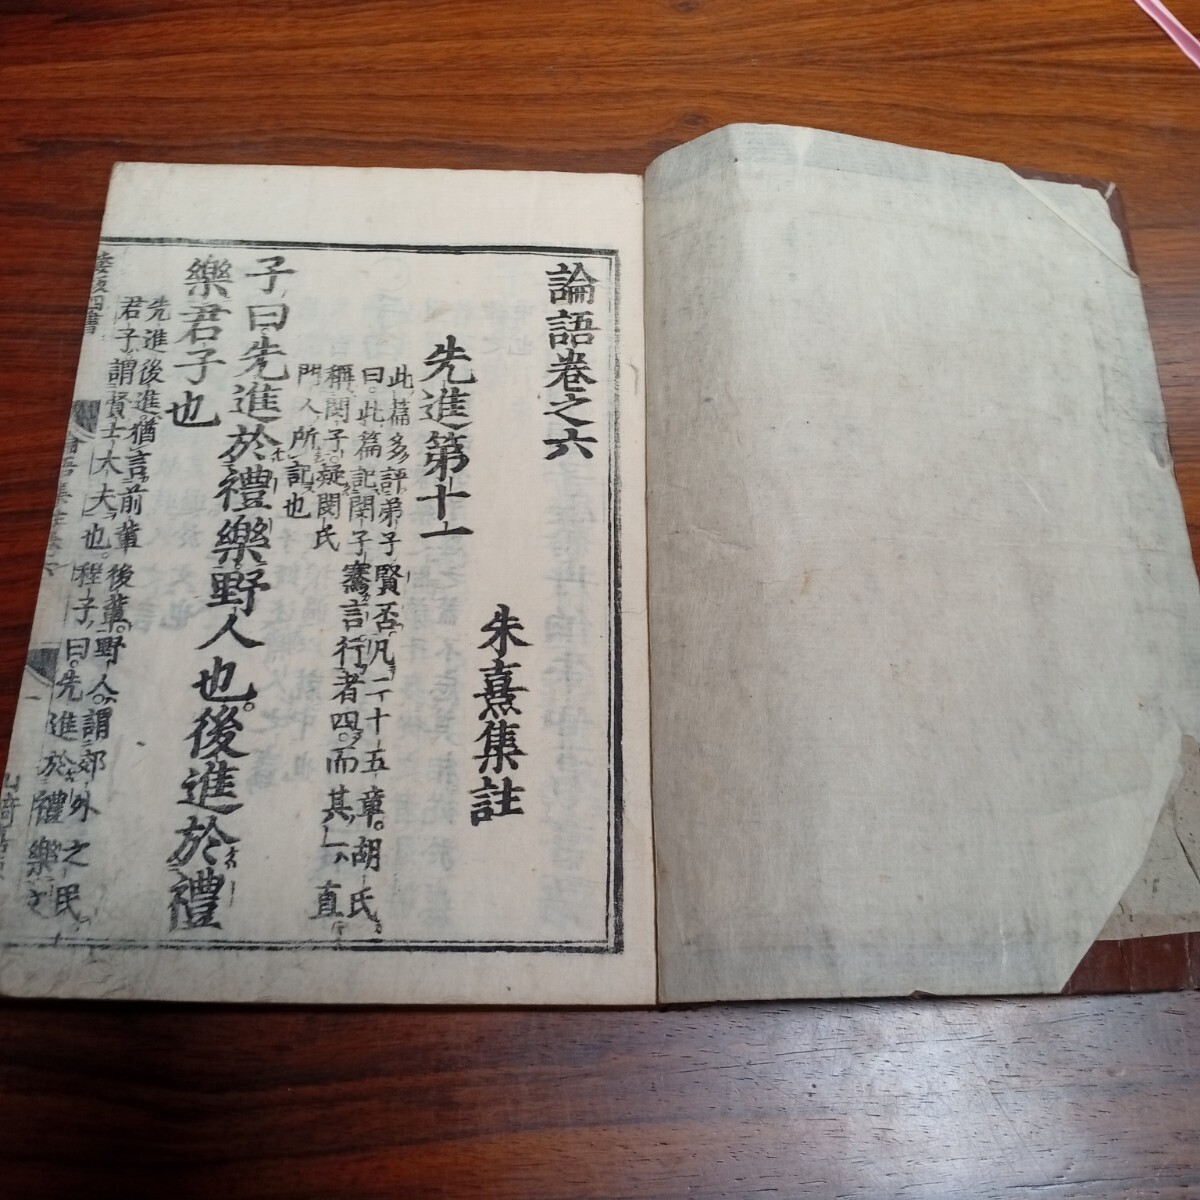 論語卷之六
朱熹集註
先進第十一
此篇多評弟子賢否凡二十五章。胡氏
曰。此篇記閔子騫言行者四。而其一直
稱閔子。疑閔氏
門人所記也
子曰。先進於禮樂。野人也。後進於禮
樂。君子也
先進後進。猶言前輩後輩。野人。謂郊外之民。
君子。謂賢士大夫也。程子曰。先進於禮樂文